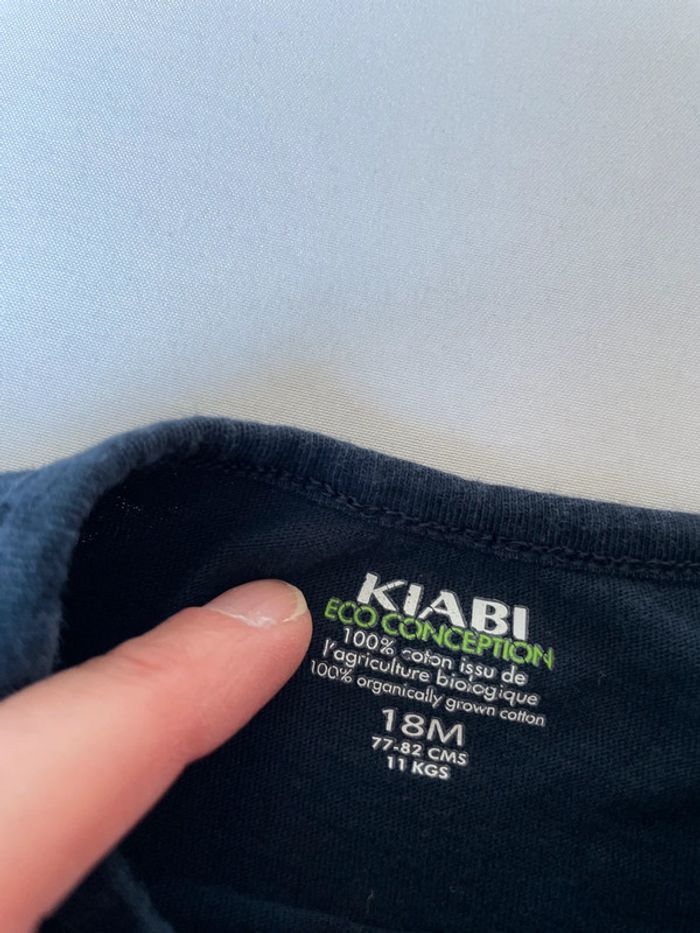 KIABI
ECO CONCEPTION
100% coton issu de
l'agriculture biologique
100% organically grown cotton
18M
77-82 CMS
11 KGS